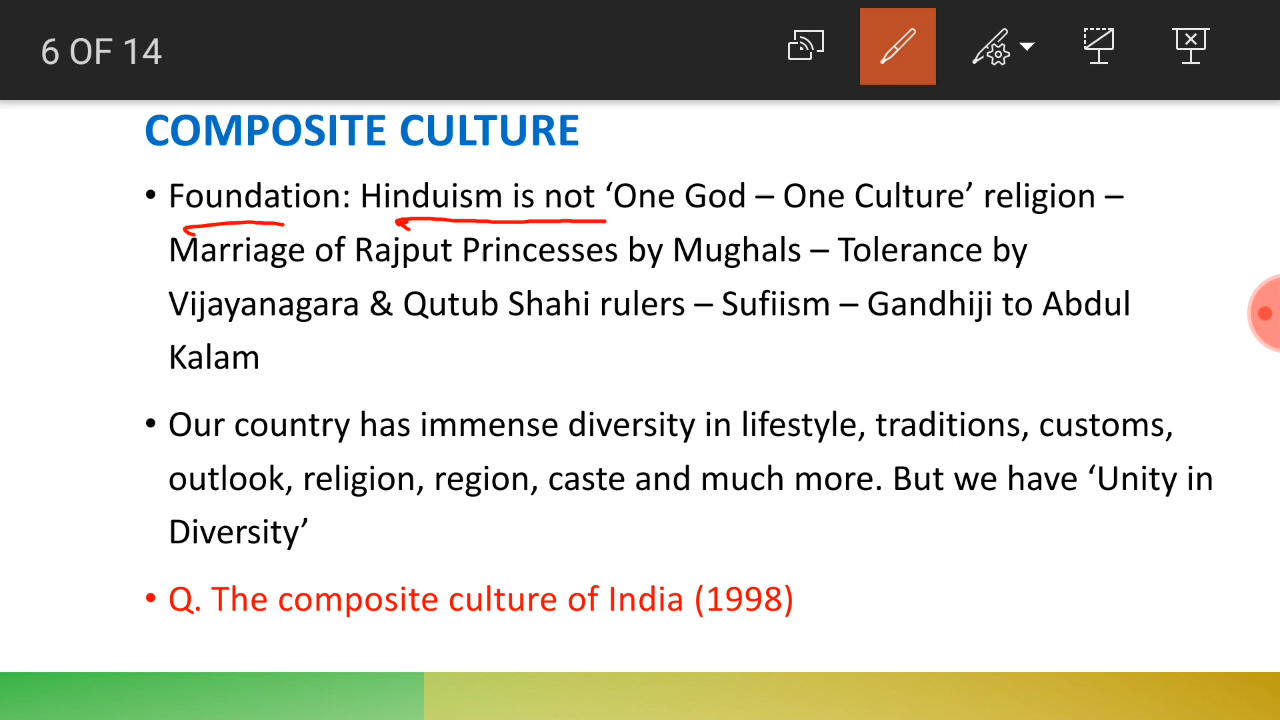 6 OF 14
COMPOSITE CULTURE
• Foundation: Hinduism is not ‘One God – One Culture’ religion –
Marriage of Rajput Princesses by Mughals – Tolerance by
Vijayanagara & Qutub Shahi rulers – Sufiism – Gandhiji to Abdul
Kalam
• Our country has immense diversity in lifestyle, traditions, customs,
outlook, religion, region, caste and much more. But we have ‘Unity in
Diversity’
• Q. The composite culture of India (1998)